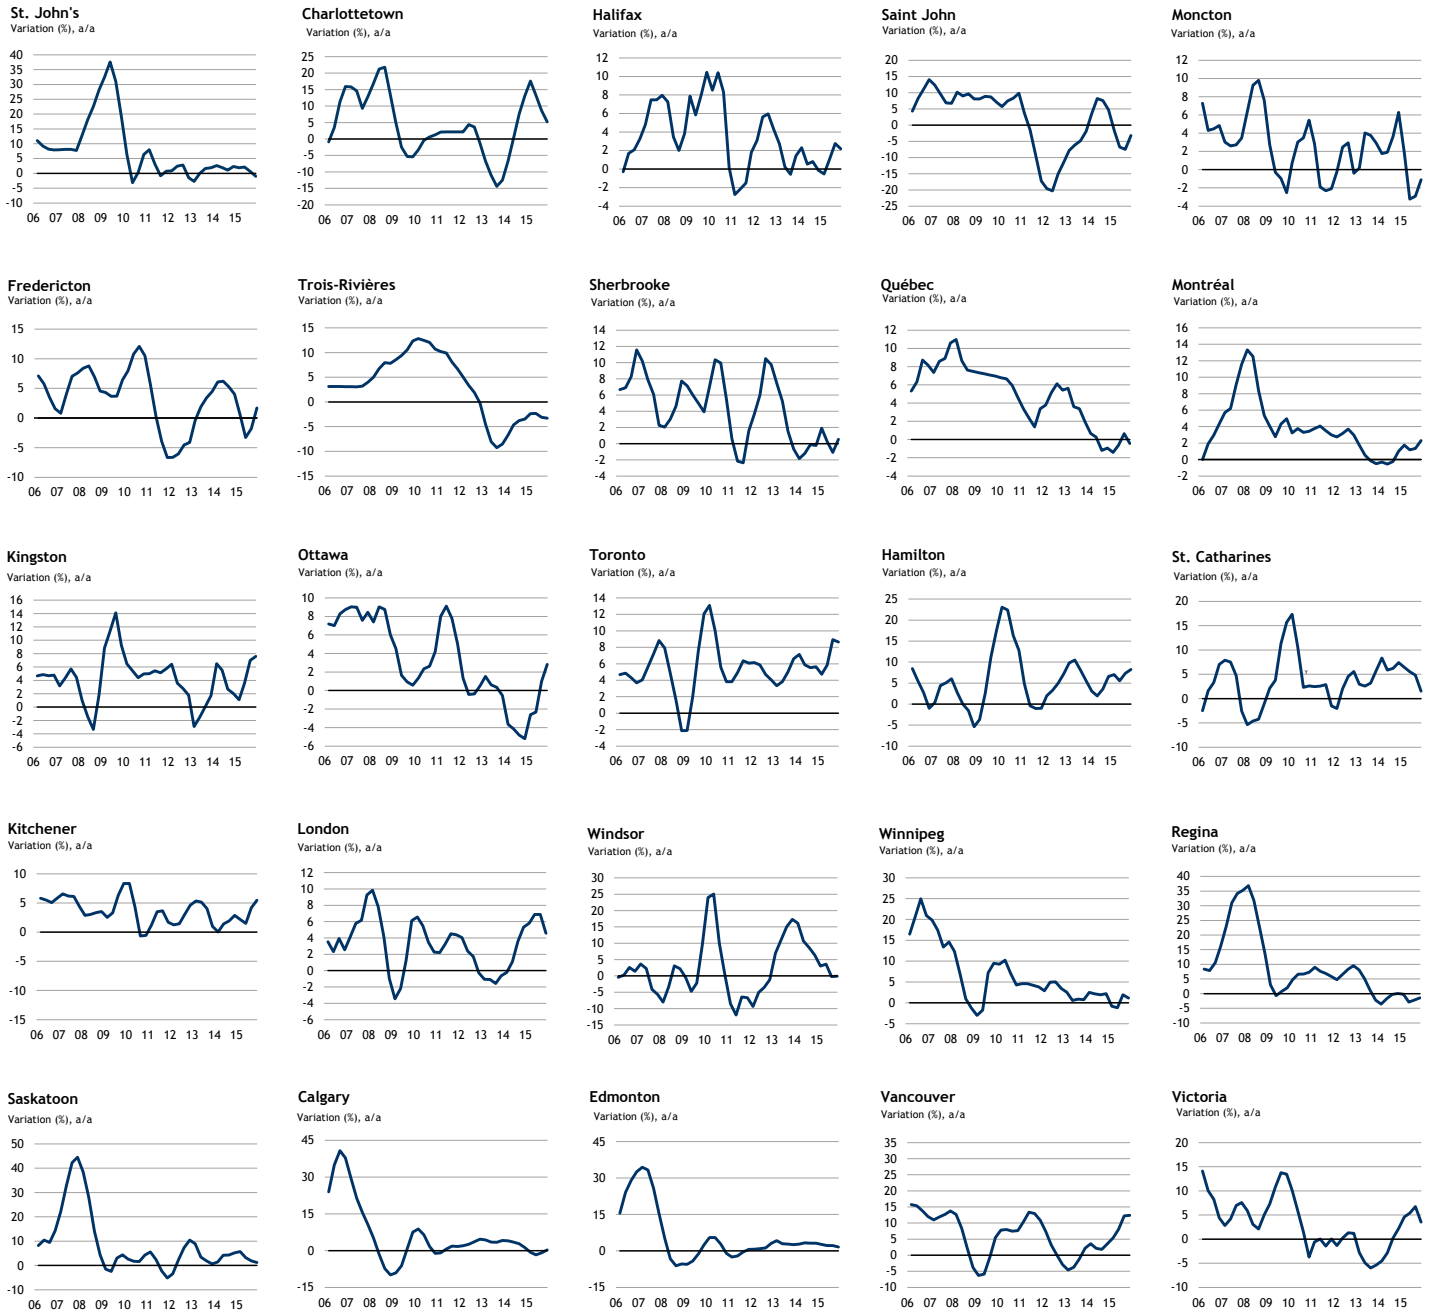 St. John's
Variation (%), a/a
40
35
30
25
20
15
10
5
0
-5
-10
06 07 08 09 10 11 12 13 14 15
Charlottetown
Variation (%), a/a
25
20
15
10
5
0
-5
-10
-15
-20
06 07 08 09 10 11 12 13 14 15
Halifax
Variation (%), a/a
12
10
8
6
4
2
0
-2
-4
06 07 08 09 10 11 12 13 14 15
Saint John
Variation (%), a/a
20
15
10
5
0
-5
-10
-15
-20
-25
06 07 08 09 10 11 12 13 14 15
Moncton
Variation (%), a/a
12
10
8
6
4
2
0
-2
-4
06 07 08 09 10 11 12 13 14 15
Fredericton
Variation (%), a/a
15
10
5
0
-5
-10
06 07 08 09 10 11 12 13 14 15
Trois-Rivières
Variation (%), a/a
15
10
5
0
-5
-10
-15
06 07 08 09 10 11 12 13 14 15
Sherbrooke
Variation (%), a/a
14
12
10
8
6
4
2
0
-2
-4
06 07 08 09 10 11 12 13 14 15
Québec
Variation (%), a/a
12
10
8
6
4
2
0
-2
-4
06 07 08 09 10 11 12 13 14 15
Montréal
Variation (%), a/a
16
14
12
10
8
6
4
2
0
-2
06 07 08 09 10 11 12 13 14 15
Kingston
Variation (%), a/a
16
14
12
10
8
6
4
2
0
-2
-4
-6
06 07 08 09 10 11 12 13 14 15
Ottawa
Variation (%), a/a
10
8
6
4
2
0
-2
-4
-6
06 07 08 09 10 11 12 13 14 15
Toronto
Variation (%), a/a
14
12
10
8
6
4
2
0
-2
-4
06 07 08 09 10 11 12 13 14 15
Hamilton
Variation (%), a/a
25
20
15
10
5
0
-5
-10
06 07 08 09 10 11 12 13 14 15
St. Catharines
Variation (%), a/a
20
15
10
5
0
-5
-10
06 07 08 09 10 11 12 13 14 15
Kitchener
Variation (%), a/a
10
5
0
-5
-10
-15
06 07 08 09 10 11 12 13 14 15
London
Variation (%), a/a
12
10
8
6
4
2
0
-2
-4
-6
06 07 08 09 10 11 12 13 14 15
Windsor
Variation (%), a/a
30
25
20
15
10
5
0
-5
-10
-15
06 07 08 09 10 11 12 13 14 15
Winnipeg
Variation (%), a/a
30
25
20
15
10
5
0
-5
06 07 08 09 10 11 12 13 14 15
Regina
Variation (%), a/a
40
35
30
25
20
15
10
5
0
-5
-10
06 07 08 09 10 11 12 13 14 15
Saskatoon
Variation (%), a/a
50
40
30
20
10
0
-10
06 07 08 09 10 11 12 13 14 15
Calgary
Variation (%), a/a
45
30
15
0
-15
06 07 08 09 10 11 12 13 14 15
Edmonton
Variation (%), a/a
45
30
15
0
-15
06 07 08 09 10 11 12 13 14 15
Vancouver
Variation (%), a/a
35
30
25
20
15
10
5
0
-5
-10
06 07 08 09 10 11 12 13 14 15
Victoria
Variation (%), a/a
20
15
10
5
0
-5
-10
06 07 08 09 10 11 12 13 14 15